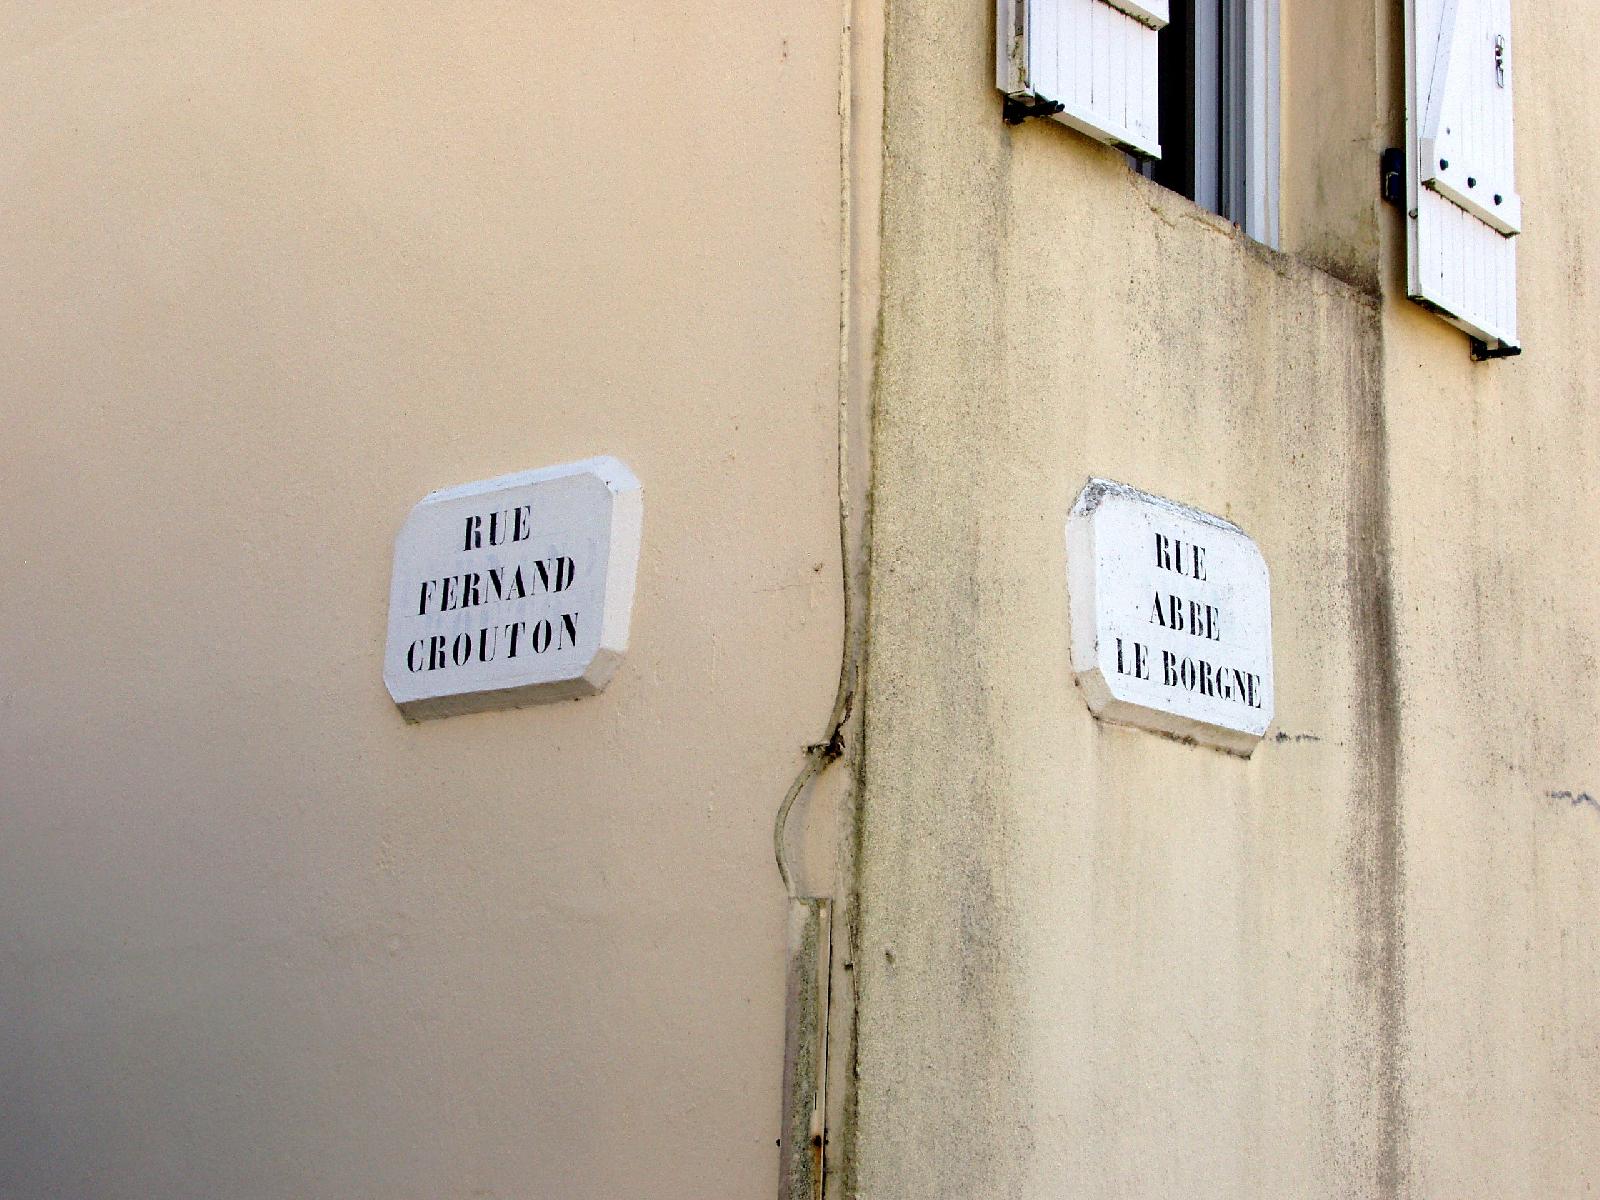 RUE
FERNAND
CROUTON
RUE
ABBE
LE BORGNE